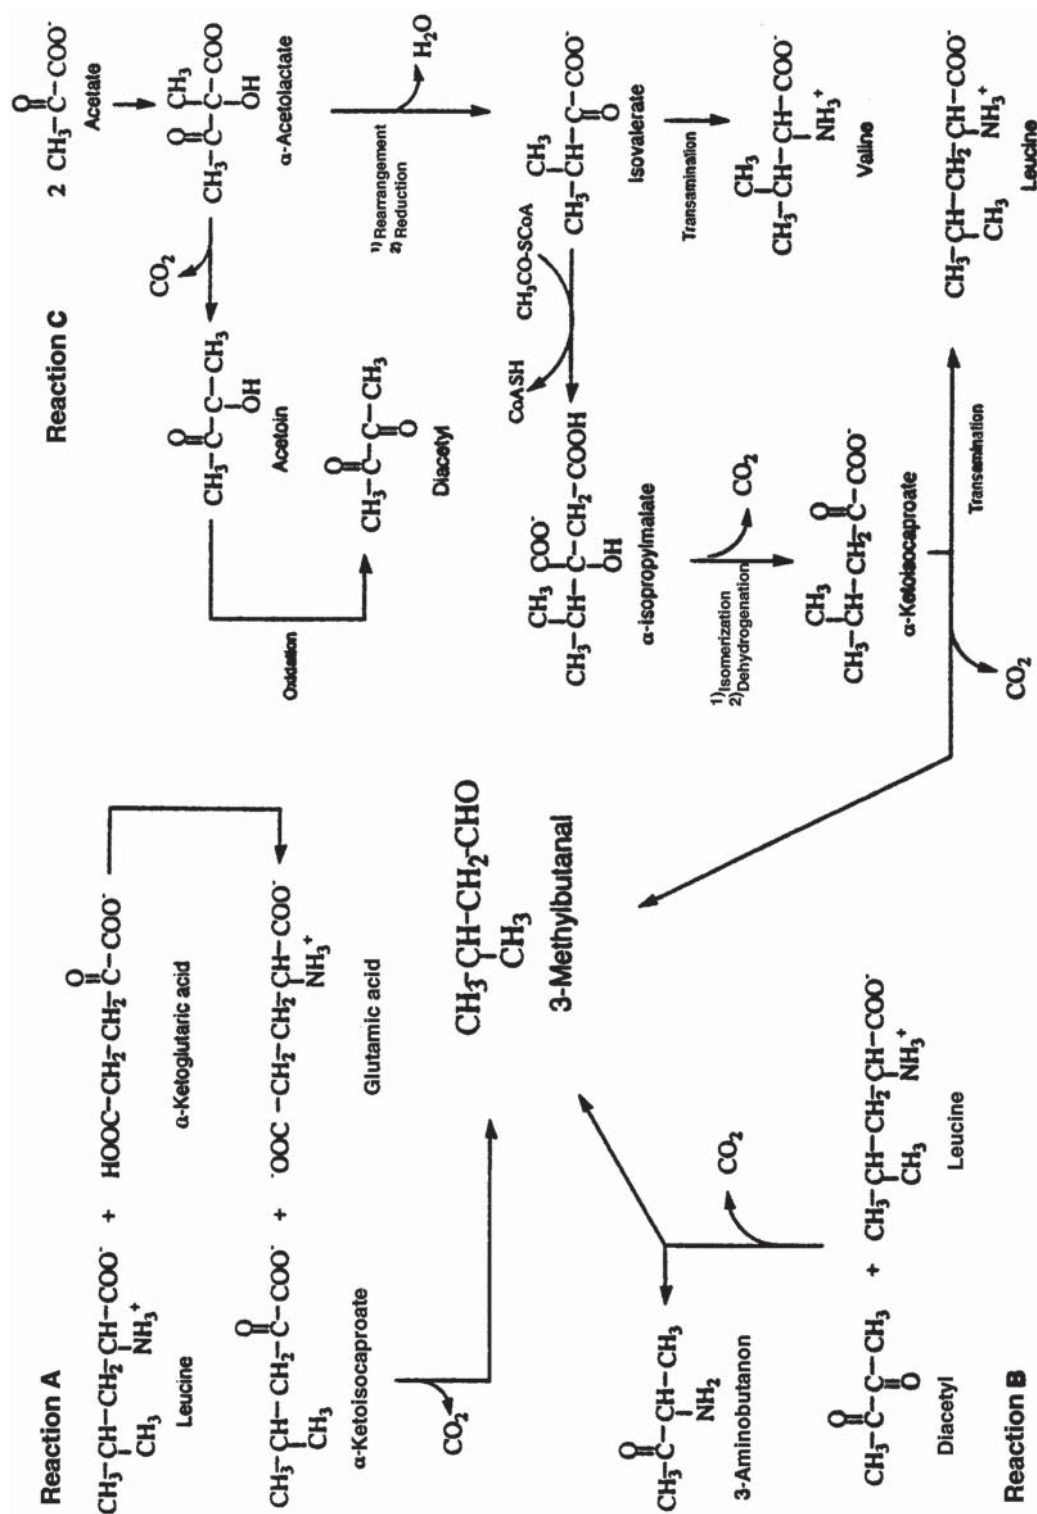 Reaction A
CH3-CH-CH2-CH-COO- + HOOC-CH2-CH2-C-COO-
CH3 NH3+ O
Leucine α-Ketoglutaric acid
CH3-CH-CH2-C-COO- + -OOC-CH2-CH2-CH-COO-
CH3 O NH3+
α-Ketoisocaproate Glutamic acid
CO2
CH3-CH-CH2-CHO
CH3
3-Methylbutanal
O
CH3-C-CH-CH3
NH2
3-Aminobutanon
CO2
O
CH3-C-C-CH3 + CH3-CH-CH2-CH-COO-
O CH3 NH3+
Diacetyl Leucine
Reaction B
Reaction C
O
2 CH3-C-COO-
Acetate
O CH3
CH3-C-C-COO
OH
α-Acetolactate
CO2
O
CH3-C-C-CH3
OH
Acetoin
Oxidation
O
CH3-C-C-CH3
O
Diacetyl
1)Rearrangement
2)Reduction
H2O
CH3
CH3-CH-C-COO-
O
Isovalerate
CH3CO-SCoA
CoASH
Transamination
CH3
CH3-CH-CH-COO-
NH3+
Valine
CH3 COO-
CH3-CH-C-CH2-COOH
OH
α-isopropylmalate
1)Isomerization
2)Dehydrogenation
CO2
CH3 O
CH3-CH-CH2-C-COO-
α-Ketoisocaproate
CO2
Transamination
CH3-CH-CH2-CH-COO-
CH3 NH3+
Leucine